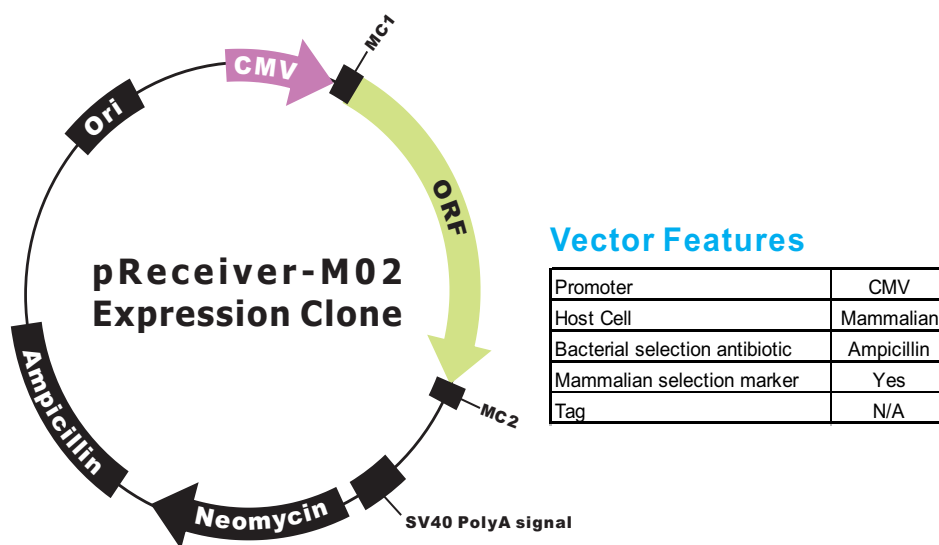 CMV
MC1
Ori
ORF
pReceiver-M02
Expression Clone
Ampicillin
MC2
Neomycin
SV40 PolyA signal
Vector Features
Promoter CMV
Host Cell Mammalian
Bacterial selection antibiotic Ampicillin
Mammalian selection marker Yes
Tag N/A